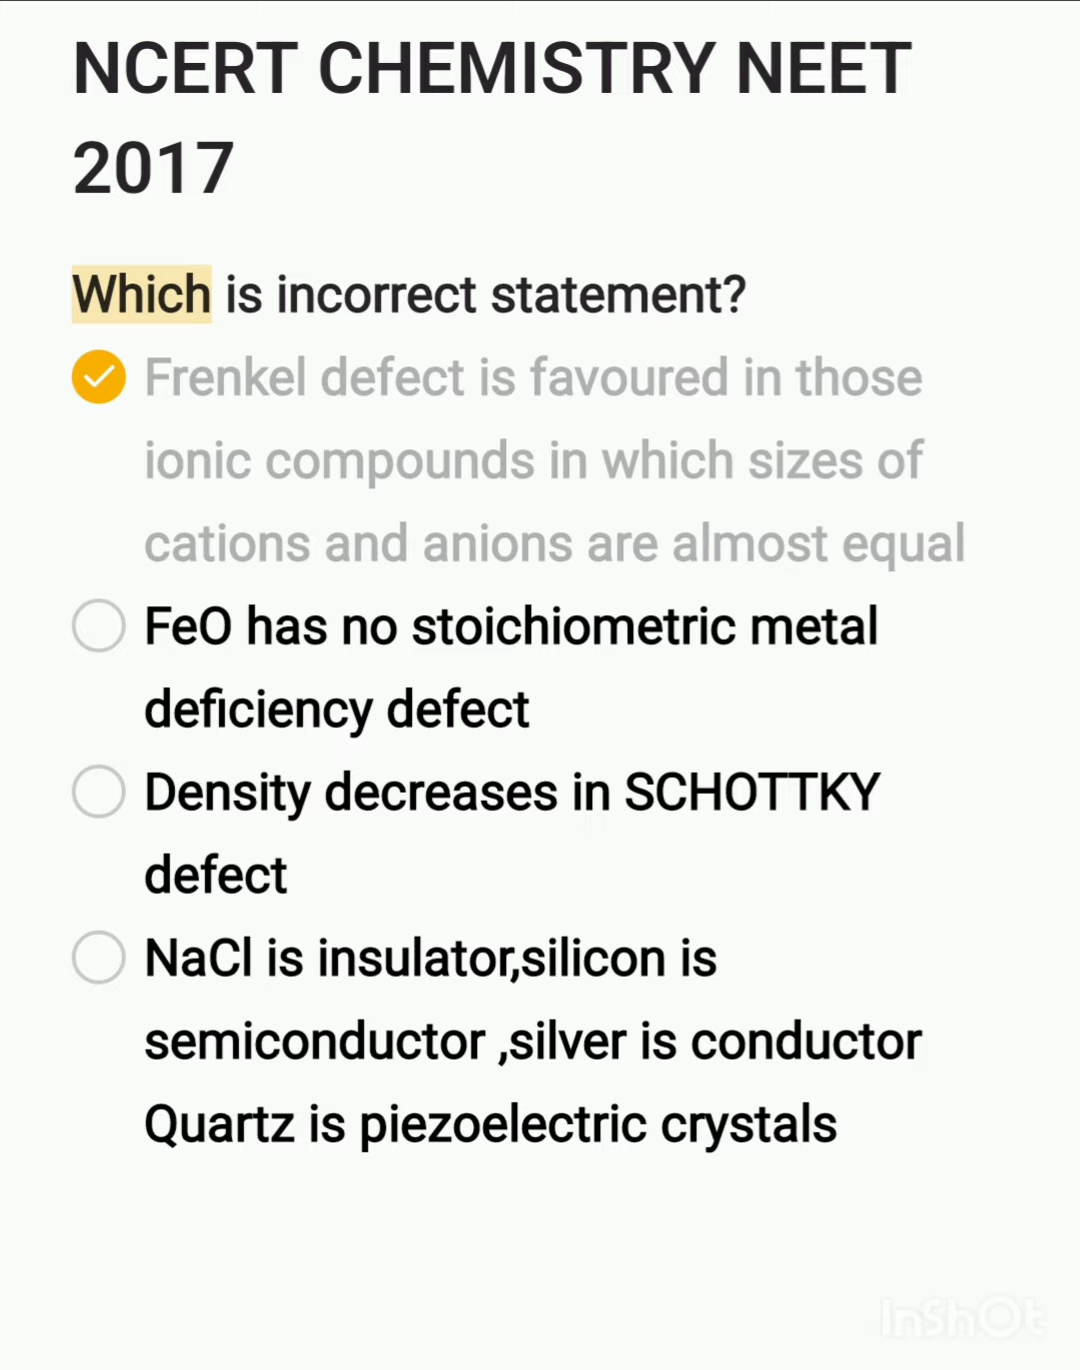 NCERT CHEMISTRY NEET
2017
Which is incorrect statement?
Frenkel defect is favoured in those
ionic compounds in which sizes of
cations and anions are almost equal
FeO has no stoichiometric metal
deficiency defect
Density decreases in SCHOTTKY
defect
NaCl is insulator,silicon is
semiconductor ,silver is conductor
Quartz is piezoelectric crystals
InShOt